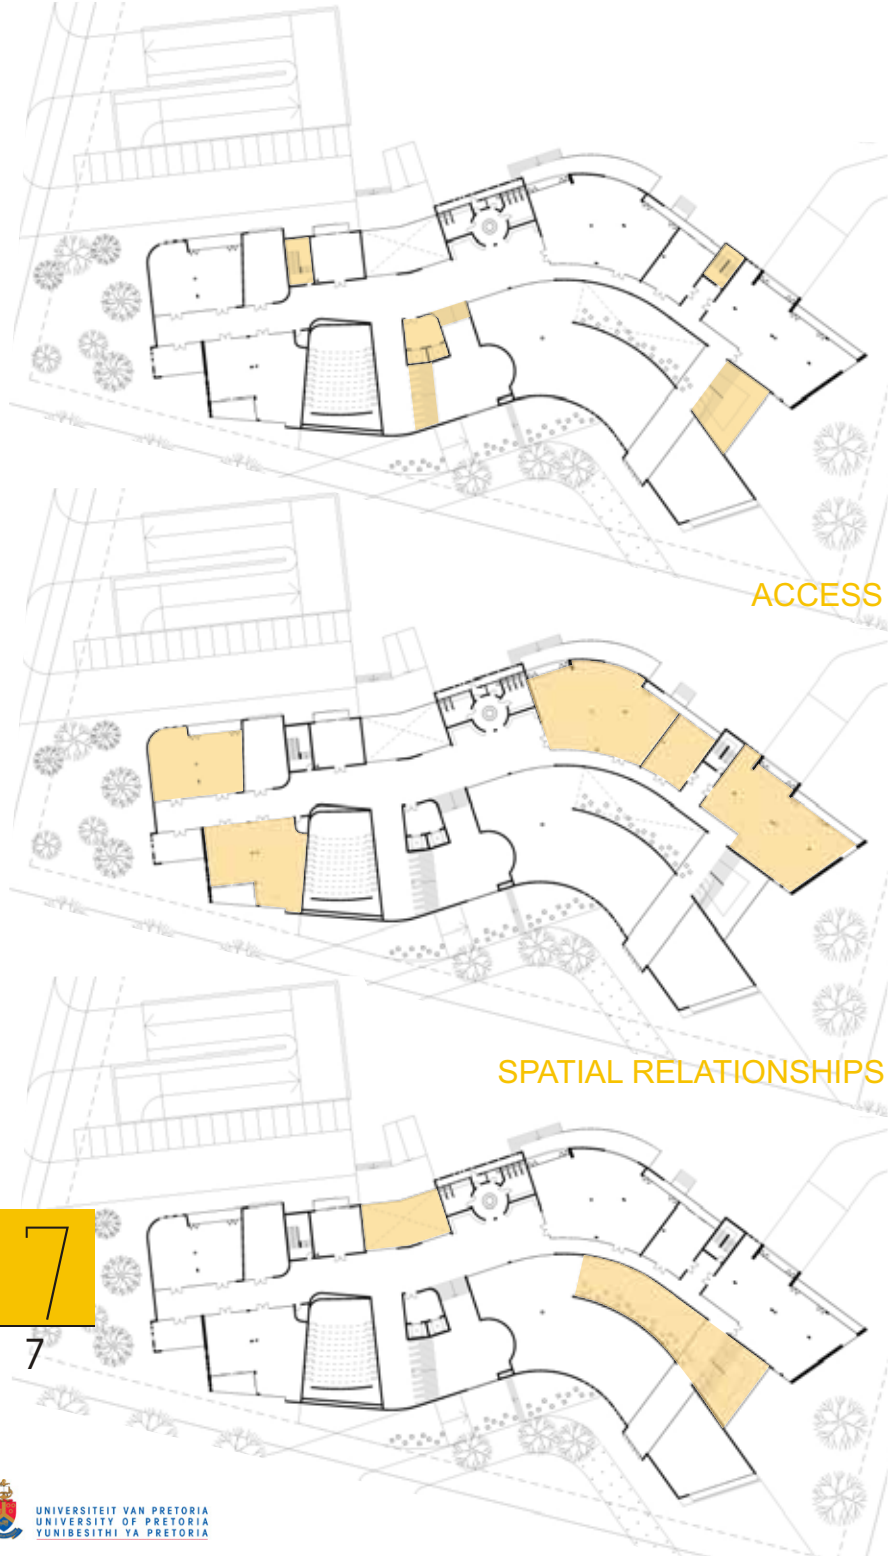 ACCESS
SPATIAL RELATIONSHIPS
7
7
UNIVERSITEIT VAN PRETORIA
UNIVERSITY OF PRETORIA
YUNIBESITHI YA PRETORIA